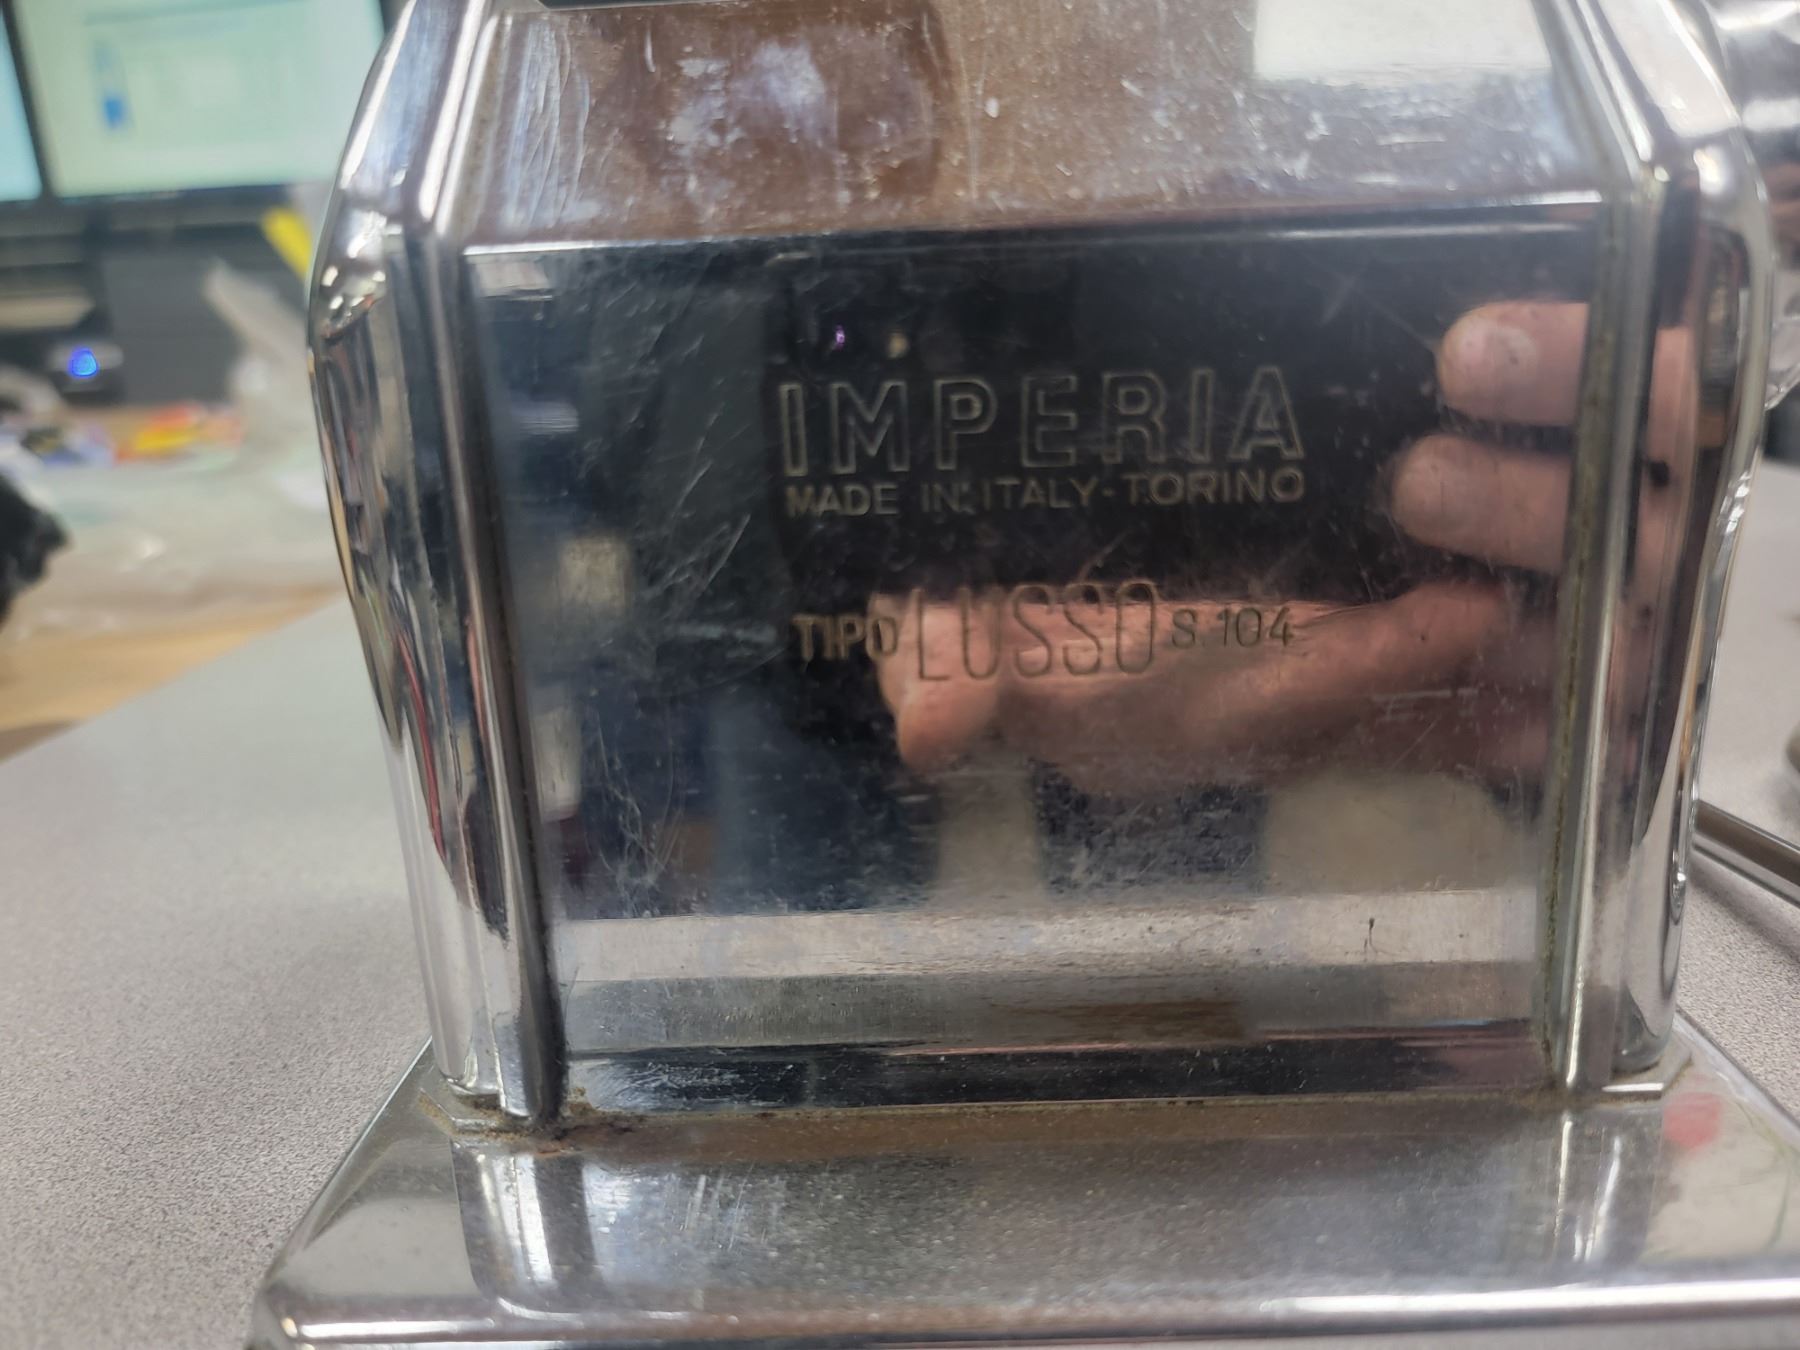 IMPERIA
MADE IN ITALY-TORINO
TIPO LUSSO S.104